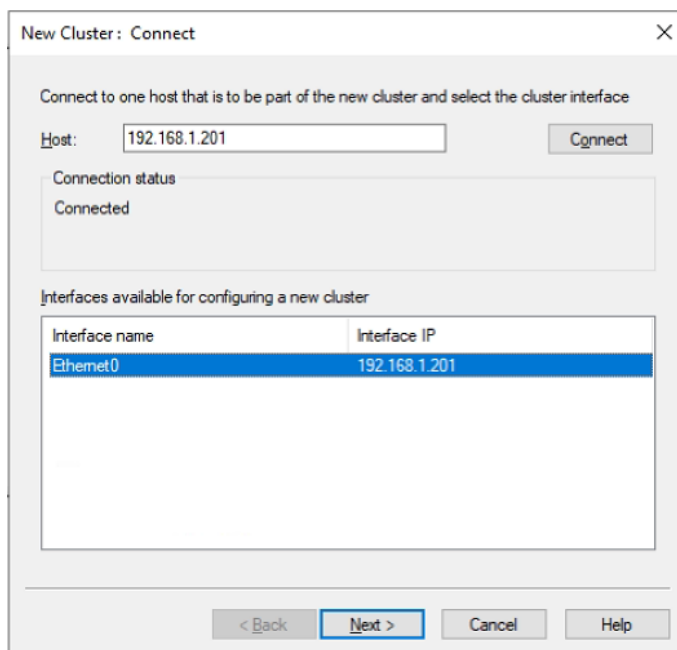 New Cluster : Connect
Connect to one host that is to be part of the new cluster and select the cluster interface
Host: 192.168.1.201 Connect
Connection status
Connected
Interfaces available for configuring a new cluster
Interface name Interface IP
Ethernet0 192.168.1.201
< Back Next > Cancel Help